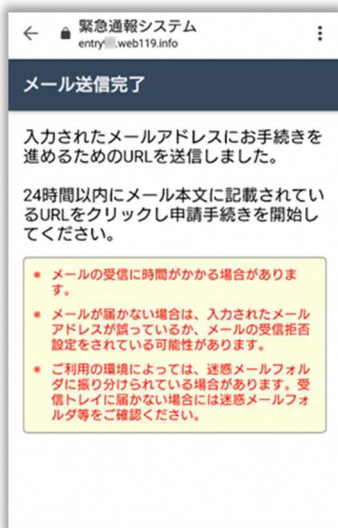 緊急通報システム
entry .web119.info
メール送信完了
入力されたメールアドレスにお手続きを
進めるためのURLを送信しました。
24時間以内にメール本文に記載されてい
るURLをクリックし申請手続きを開始し
てください。
※ メールの受信に時間がかかる場合がありま
す。
※ メールが届かない場合は、入力されたメール
アドレスが誤っているか、メールの受信拒否
設定をされている可能性があります。
※ ご利用の環境によっては、迷惑メールフォル
ダに振り分けられている場合があります。受
信トレイに届かない場合には迷惑メールフォ
ルダ等をご確認ください。